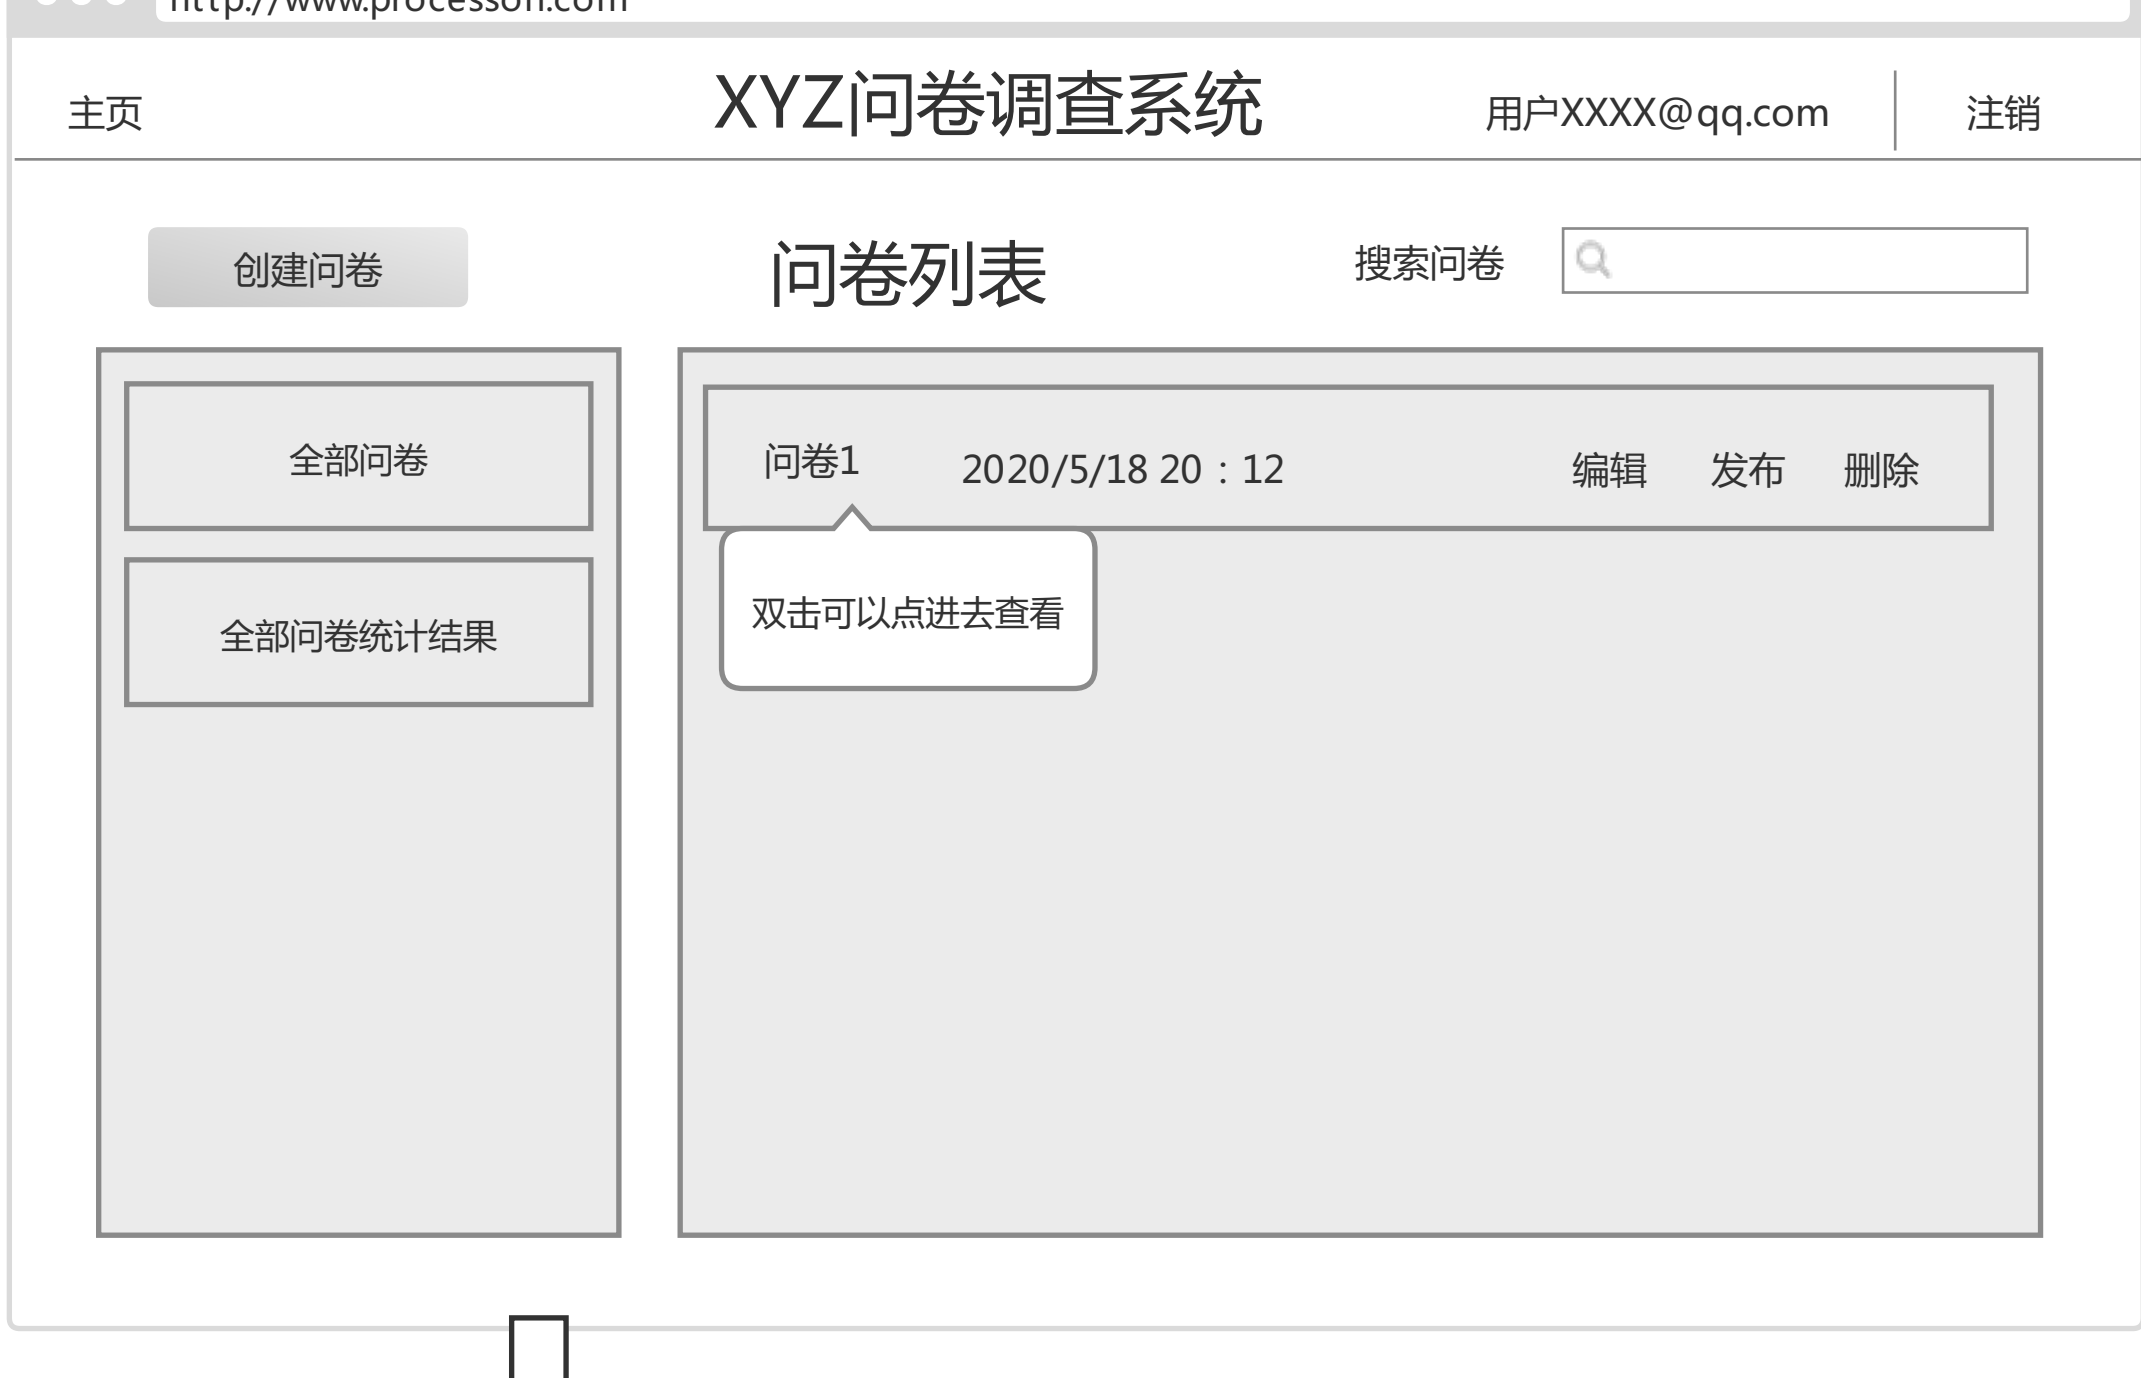 http://www.processon.com
主页
XYZ问卷调查系统
用户XXXX@qq.com
注销
创建问卷
问卷列表
搜索问卷
全部问卷
全部问卷统计结果
问卷1
2020/5/18 20：12
编辑
发布
删除
双击可以点进去查看